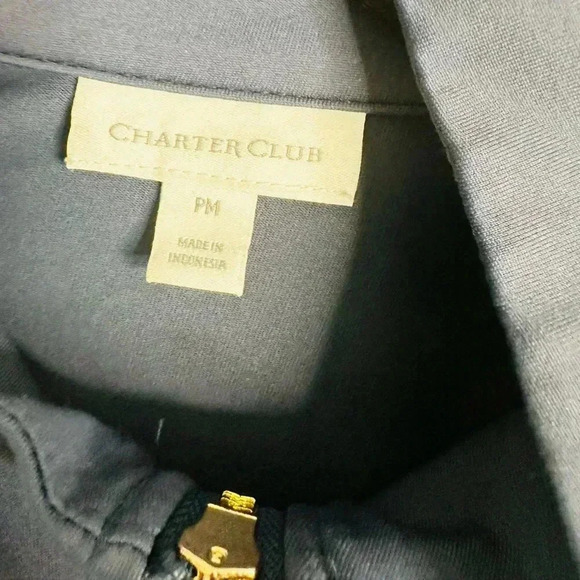 CHARTER CLUB
PM
MADE IN
INDONESIA